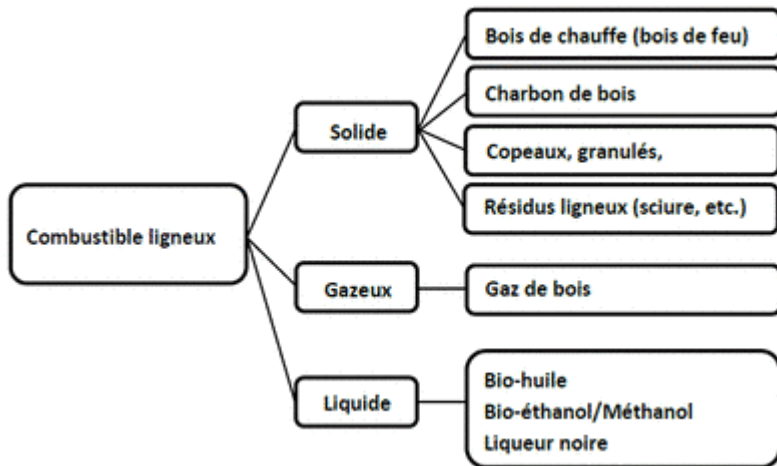 Bois de chauffe (bois de feu)
Charbon de bois
Solide
Copeaux, granulés,
Résidus ligneux (sciure, etc.)
Combustible ligneux
Gazeux
Gaz de bois
Liquide
Bio-huile
Bio-éthanol/Méthanol
Liqueur noire